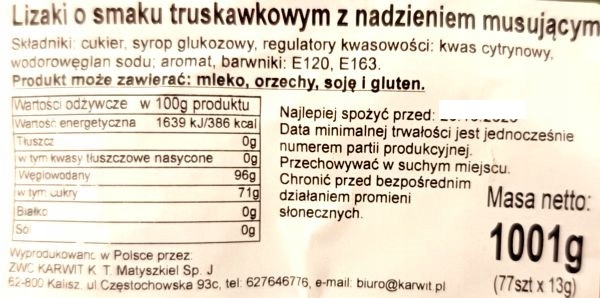 Lizaki o smaku truskawkowym z nadzieniem musującym
Składniki: cukier, syrop glukozowy, regulatory kwasowości: kwas cytrynowy,
wodorowęglan sodu; aromat, barwniki: E120, E163.
Produkt może zawierać: mleko, orzechy, soję i gluten.
Wartości odżywcze w 100g produktu
Wartość energetyczna 1639 kJ/386 kcal
Tłuszcz 0g
w tym kwasy tłuszczowe nasycone 0g
Węglowodany 96g
w tym cukry 71g
Białko 0g
Sól 0g
Wyprodukowano w Polsce przez:
ZWC KARWIT K. T. Matyszkiel Sp. J
62-800 Kalisz, ul.Częstochowska 93c, tel: 627646776, e-mail: biuro@karwit.pl
Najlepiej spożyć przed:
Data minimalnej trwałości jest jednocześnie
numerem partii produkcyjnej.
Przechowywać w suchym miejscu.
Chronić przed bezpośrednim
działaniem promieni
słonecznych.
Masa netto:
1001g
(77szt x 13g)